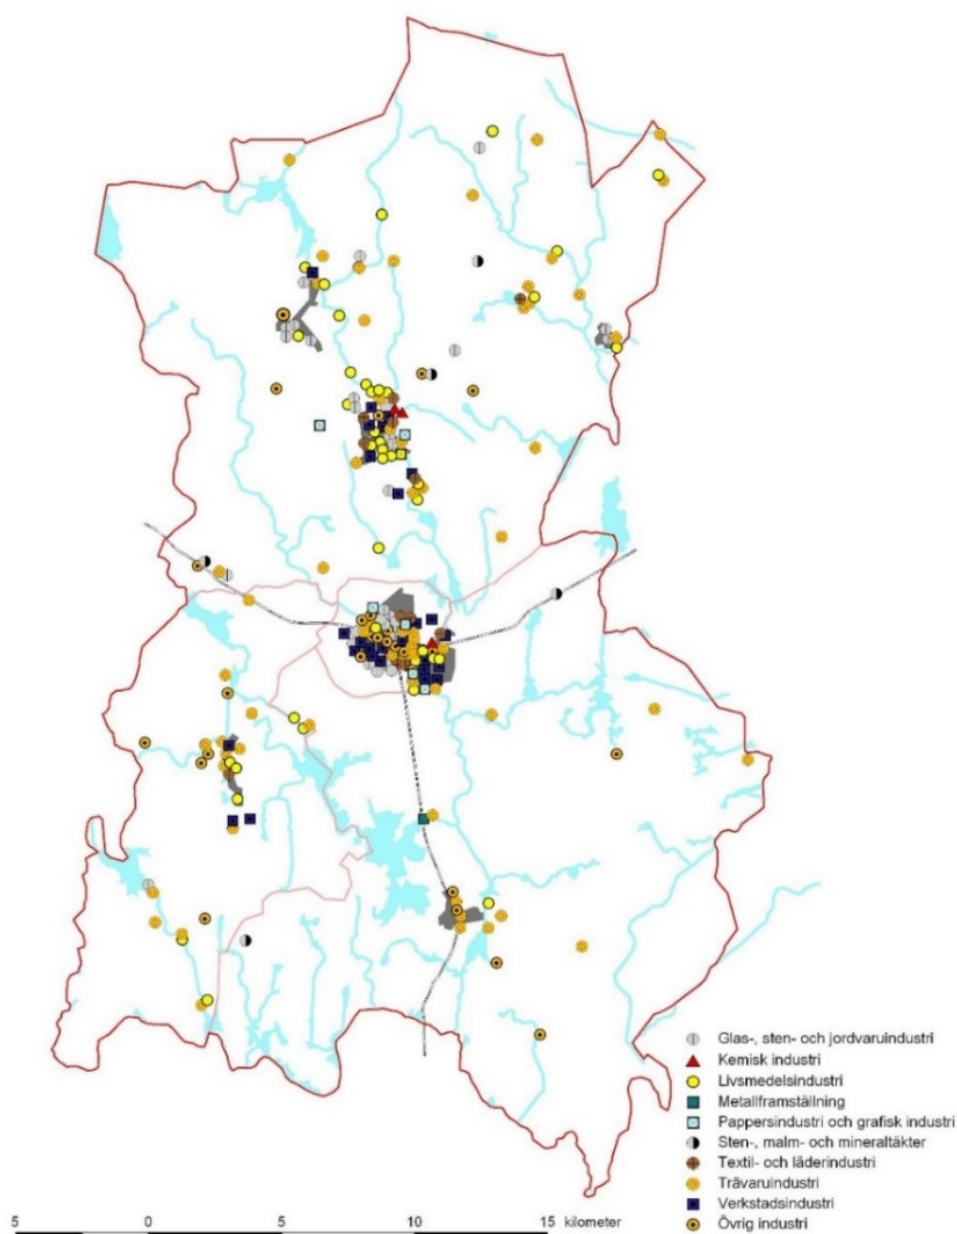 Glas-, sten- och jordvaruindustri
Kemisk industri
Livsmedelsindustri
Metallframställning
Pappersindustri och grafisk industri
Sten-, malm- och mineraltäkter
Textil- och läderindustri
Trävaruindustri
Verkstadsindustri
Övrig industri
5 0 5 10 15 kilometer